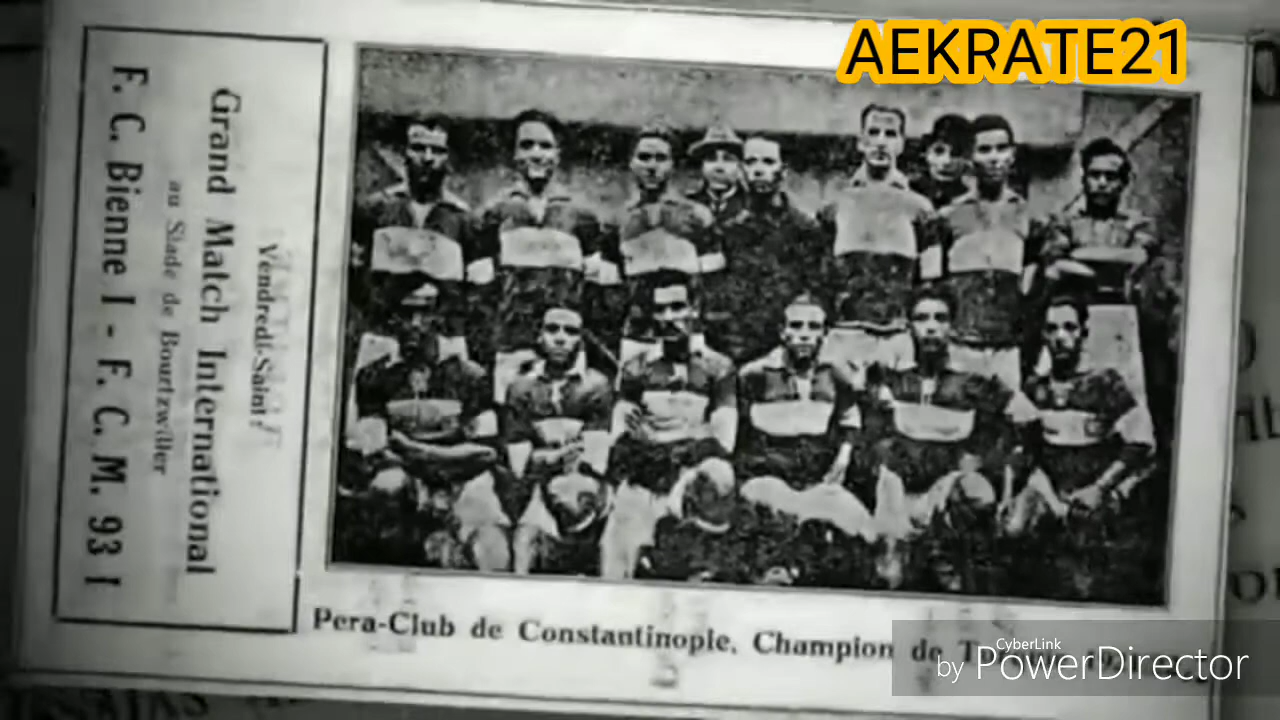 AEKRATE21
Vendredi-Saint
Grand Match International
au Stade de Bourtzwiller
F. C. Bienne I - F. C. M. 93 I
Pera-Club de Constantinople, Champion de
CyberLink
by PowerDirector